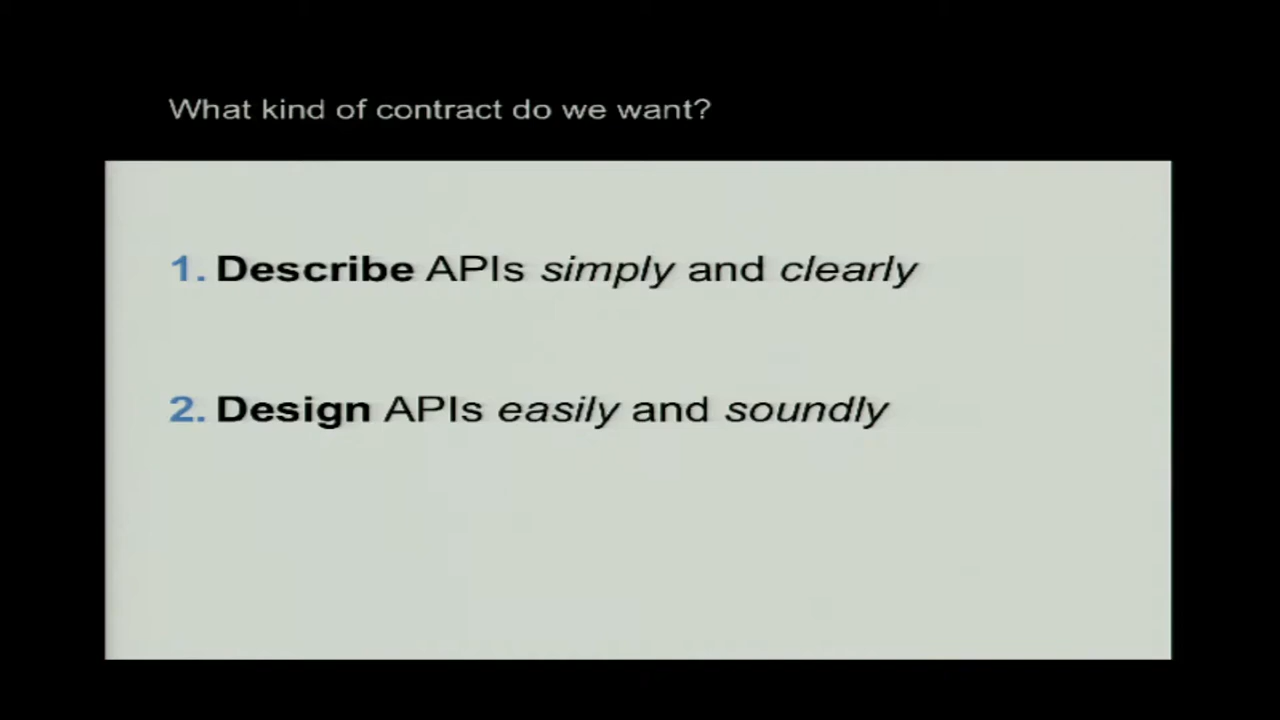 What kind of contract do we want?
1. Describe APIs simply and clearly
2. Design APIs easily and soundly